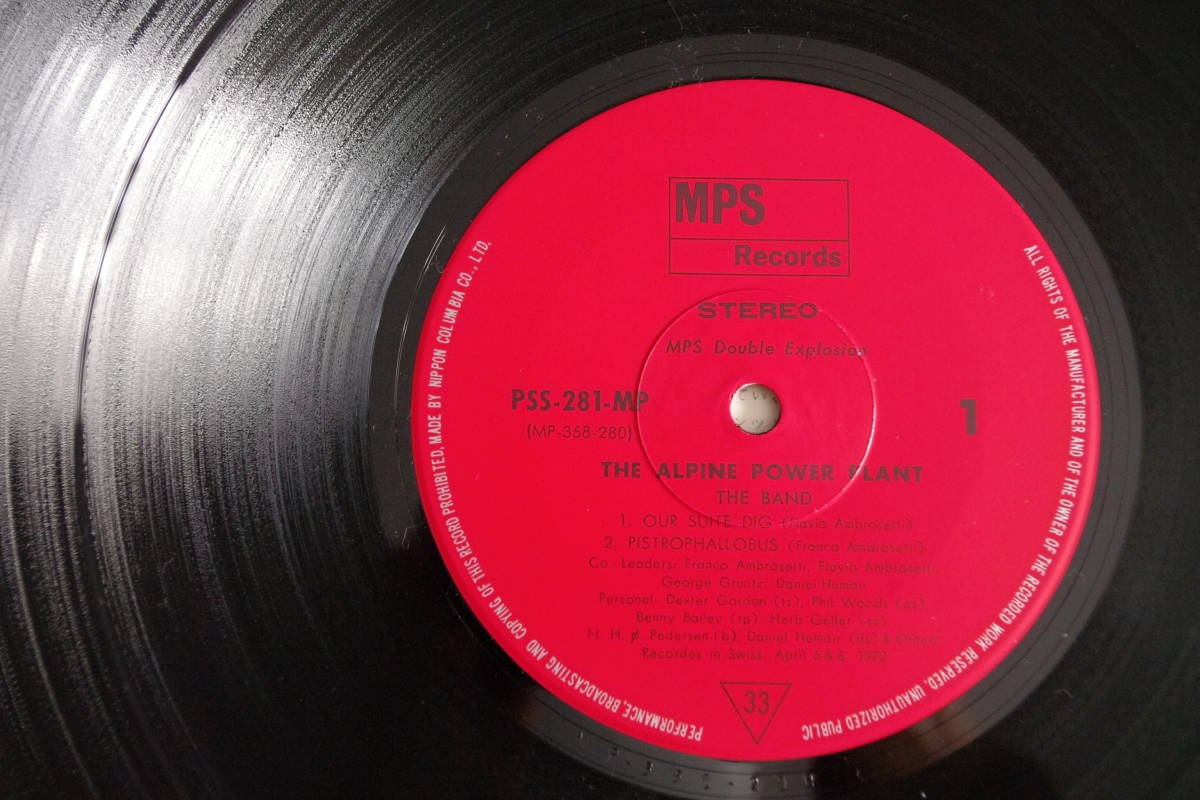 MPS
Records
STEREO
MPS Double Explosion
PSS-281-MP
(MP-358-280)
1
THE ALPINE POWER PLANT
THE BAND
1. OUR SUITE DIG (Flavio Ambrosetti)
2. PISTROPHALLOBUS (Franco Ambrosetti)
Co. Leaders: Franco Ambrosetti, Flavio Ambrosetti,
George Gruntz, Daniel Humair
Personal: Dexter Gordon (ts), Phil Woods (as),
Benny Bailey (tp), Herb Geller (as),
N. H. Ø. Pedersen (b), Daniel Humair (ds) & Others
Recordes in Swiss, April 5 & 6, 1972
33
ALL RIGHTS OF THE MANUFACTURER AND OF THE OWNER OF THE RECORDED WORK RESERVED. UNAUTHORIZED PUBLIC
PERFORMANCE, BROADCASTING AND COPYING OF THIS RECORD PROHIBITED, MADE BY NIPPON COLUMBIA CO., LTD.